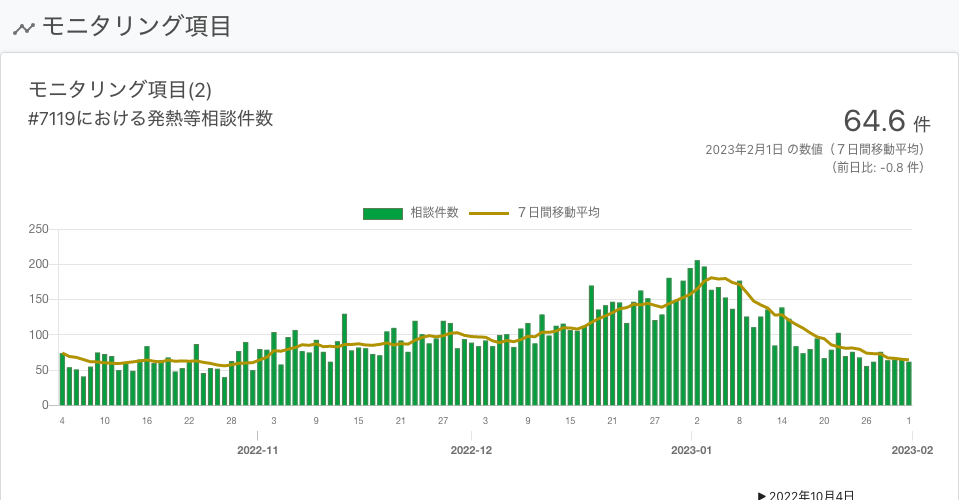 モニタリング項目
モニタリング項目(2)
#7119における発熱等相談件数
64.6 件
2023年2月1日 の数値（７日間移動平均）
（前日比: -0.8 件）
相談件数 ７日間移動平均
250
200
150
100
50
0
4 10 16 22 28 3 9 15 21 27 3 9 15 21 27 2 8 14 20 26 1
2022-11 2022-12 2023-01 2023-02
▶2022年10月4日